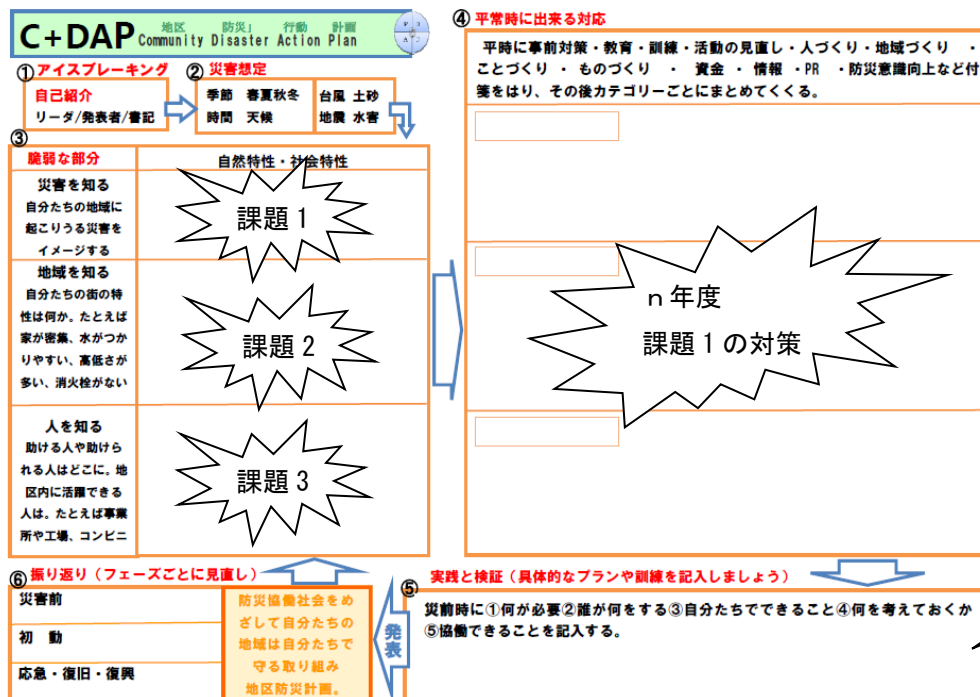 C+DAP
地区 防災」 行動 計画
Community Disaster Action Plan
P
A
① アイスブレーキング
自己紹介
リーダ/発表者/書記
② 災害想定
季節 春夏秋冬
時間 天候
台風 土砂
地震 水害
③
脆弱な部分
自然特性・社会特性
災害を知る
自分たちの地域に
起こりうる災害を
イメージする
課題1
地域を知る
自分たちの街の特
性は何か。たとえば
家が密集、水がつか
りやすい、高低さが
多い、消火栓がない
課題2
人を知る
助ける人や助けら
れる人はどこに。地
区内に活躍できる
人は。たとえば事業
所や工場、コンビニ
課題3
④ 平常時に出来る対応
平時に事前対策・教育・訓練・活動の見直し・人づくり・地域づくり ・
ことづくり ・ ものづくり ・ 資金 ・ 情報 ・PR ・防災意識向上など付
箋をはり、その後カテゴリーごとにまとめてくくる。
n年度
課題1の対策
⑤ 実践と検証（具体的なプランや訓練を記入しましょう）
災前時に①何が必要②誰が何をする③自分たちでできること④何を考えておくか
⑤協働できることを記入する。
発表
⑥ 振り返り（フェーズごとに見直し）
災害前
初 動
応急・復旧・復興
防災協働社会をめ
ざして自分たちの
地域は自分たちで
守る取り組み
地区防災計画。